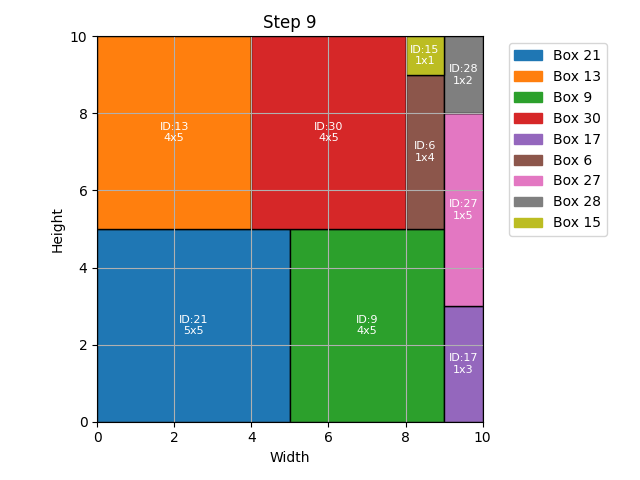 Step 9
10
8
6
4
2
0
Height
0 2 4 6 8 10
Width
ID:13
4x5
ID:30
4x5
ID:15
1x1
ID:28
1x2
ID:6
1x4
ID:27
1x5
ID:21
5x5
ID:9
4x5
ID:17
1x3
Box 21
Box 13
Box 9
Box 30
Box 17
Box 6
Box 27
Box 28
Box 15